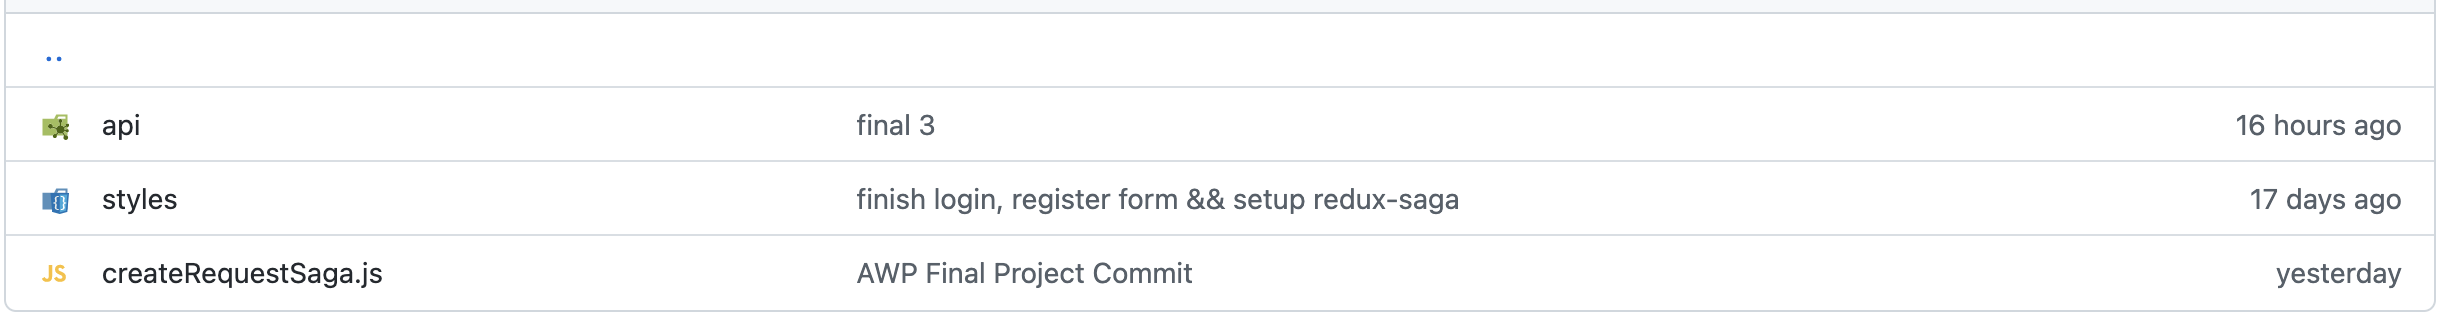 ..
api final 3 16 hours ago
styles finish login, register form && setup redux-saga 17 days ago
JS createRequestSaga.js AWP Final Project Commit yesterday